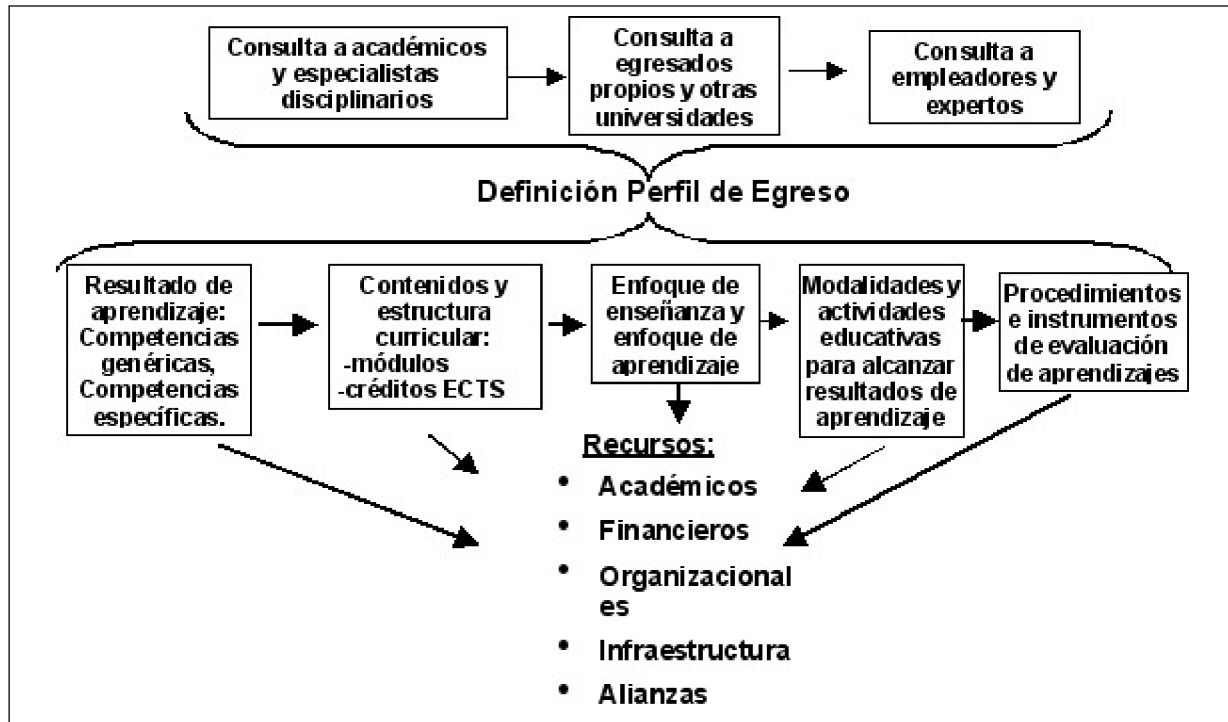 Consulta a académicos
y especialistas
disciplinarios
Consulta a
egresados
propios y otras
universidades
Consulta a
empleadores y
expertos
Definición Perfil de Egreso
Resultado de
aprendizaje:
Competencias
genéricas,
Competencias
específicas.
Contenidos y
estructura
curricular:
-módulos
-créditos ECTS
Enfoque de
enseñanza y
enfoque de
aprendizaje
Modalidades y
actividades
educativas
para alcanzar
resultados de
aprendizaje
Procedimientos
e instrumentos
de evaluación
de aprendizajes
Recursos:
• Académicos
• Financieros
• Organizacional
es
• Infraestructura
• Alianzas